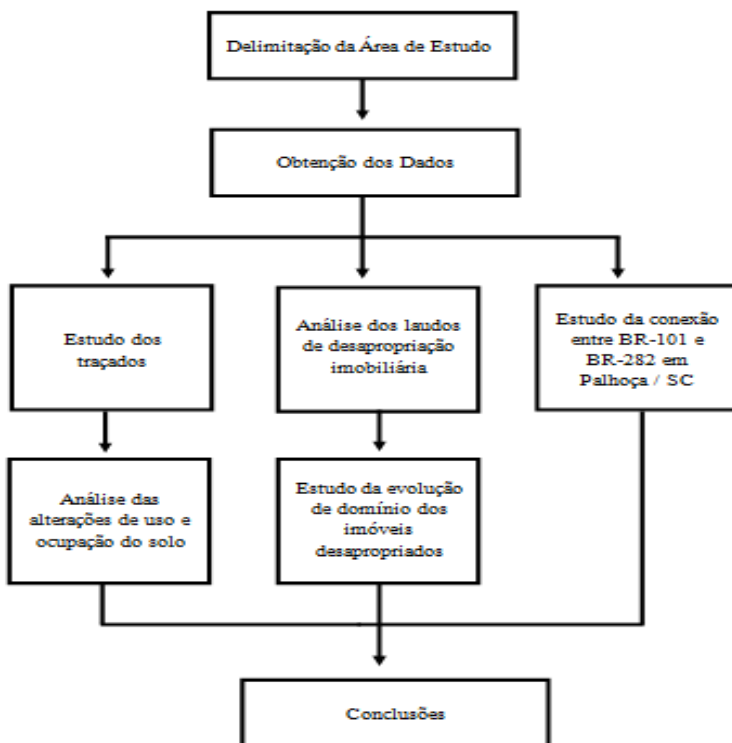 Delimitação da Área de Estudo
Obtenção dos Dados
Estudo dos
traçados
Análise dos laudos
de desapropriação
imobiliária
Estudo da conexão
entre BR-101 e
BR-282 em
Palhoça / SC
Análise das
alterações de uso e
ocupação do solo
Estudo da evolução
de domínio dos
imóveis
desapropriados
Conclusões